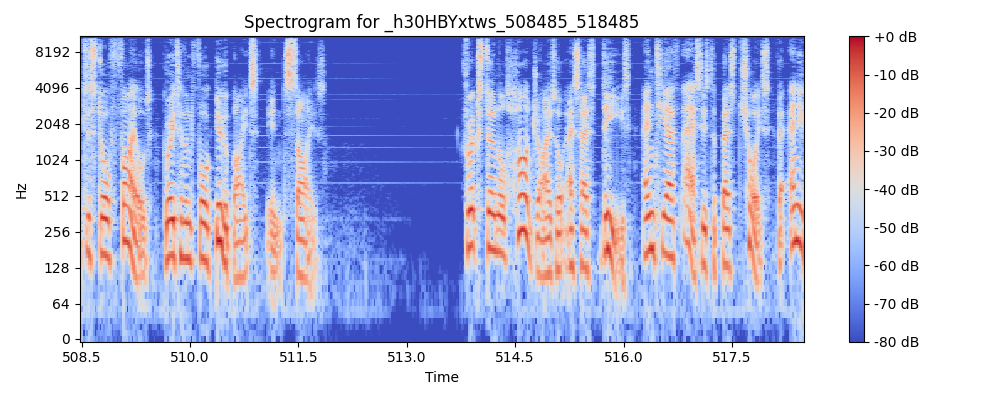 Spectrogram for _h30HBYxtws_508485_518485
Hz
8192
4096
2048
1024
512
256
128
64
0
508.5 510.0 511.5 513.0 514.5 516.0 517.5
Time
+0 dB
-10 dB
-20 dB
-30 dB
-40 dB
-50 dB
-60 dB
-70 dB
-80 dB